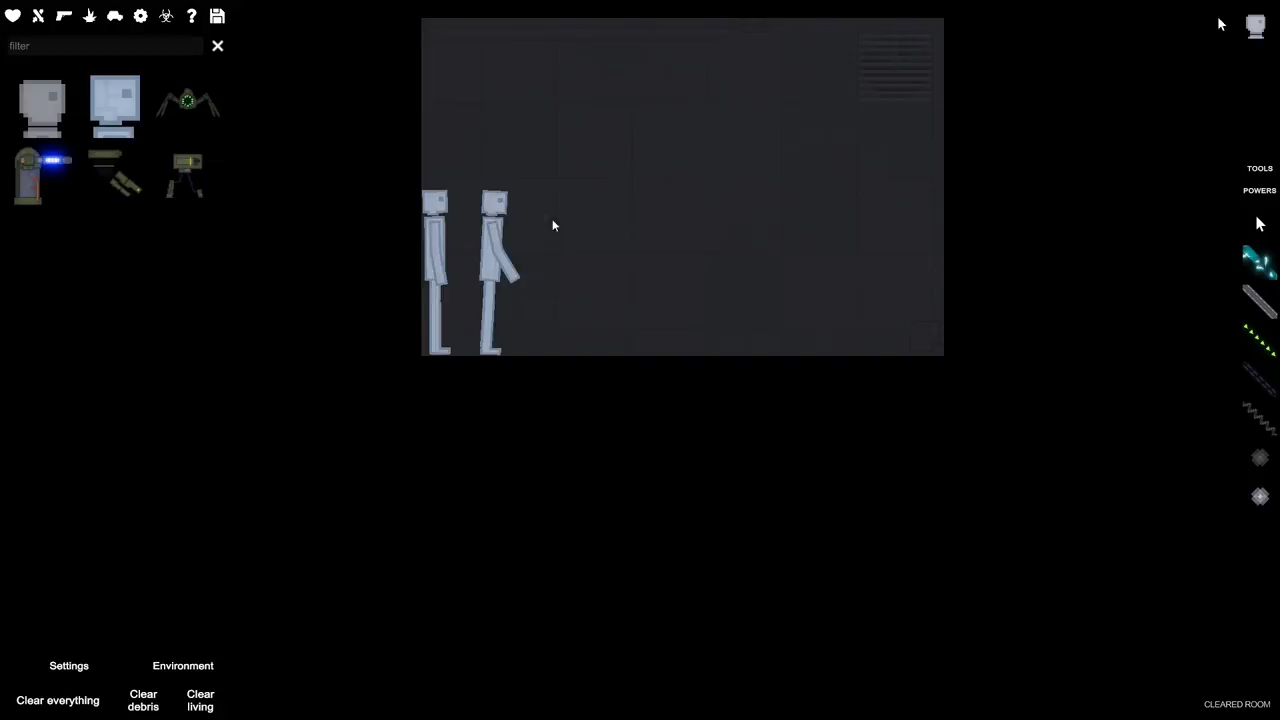 filter
TOOLS
POWERS
Settings
Environment
Clear everything
Clear
debris
Clear
living
CLEARED ROOM